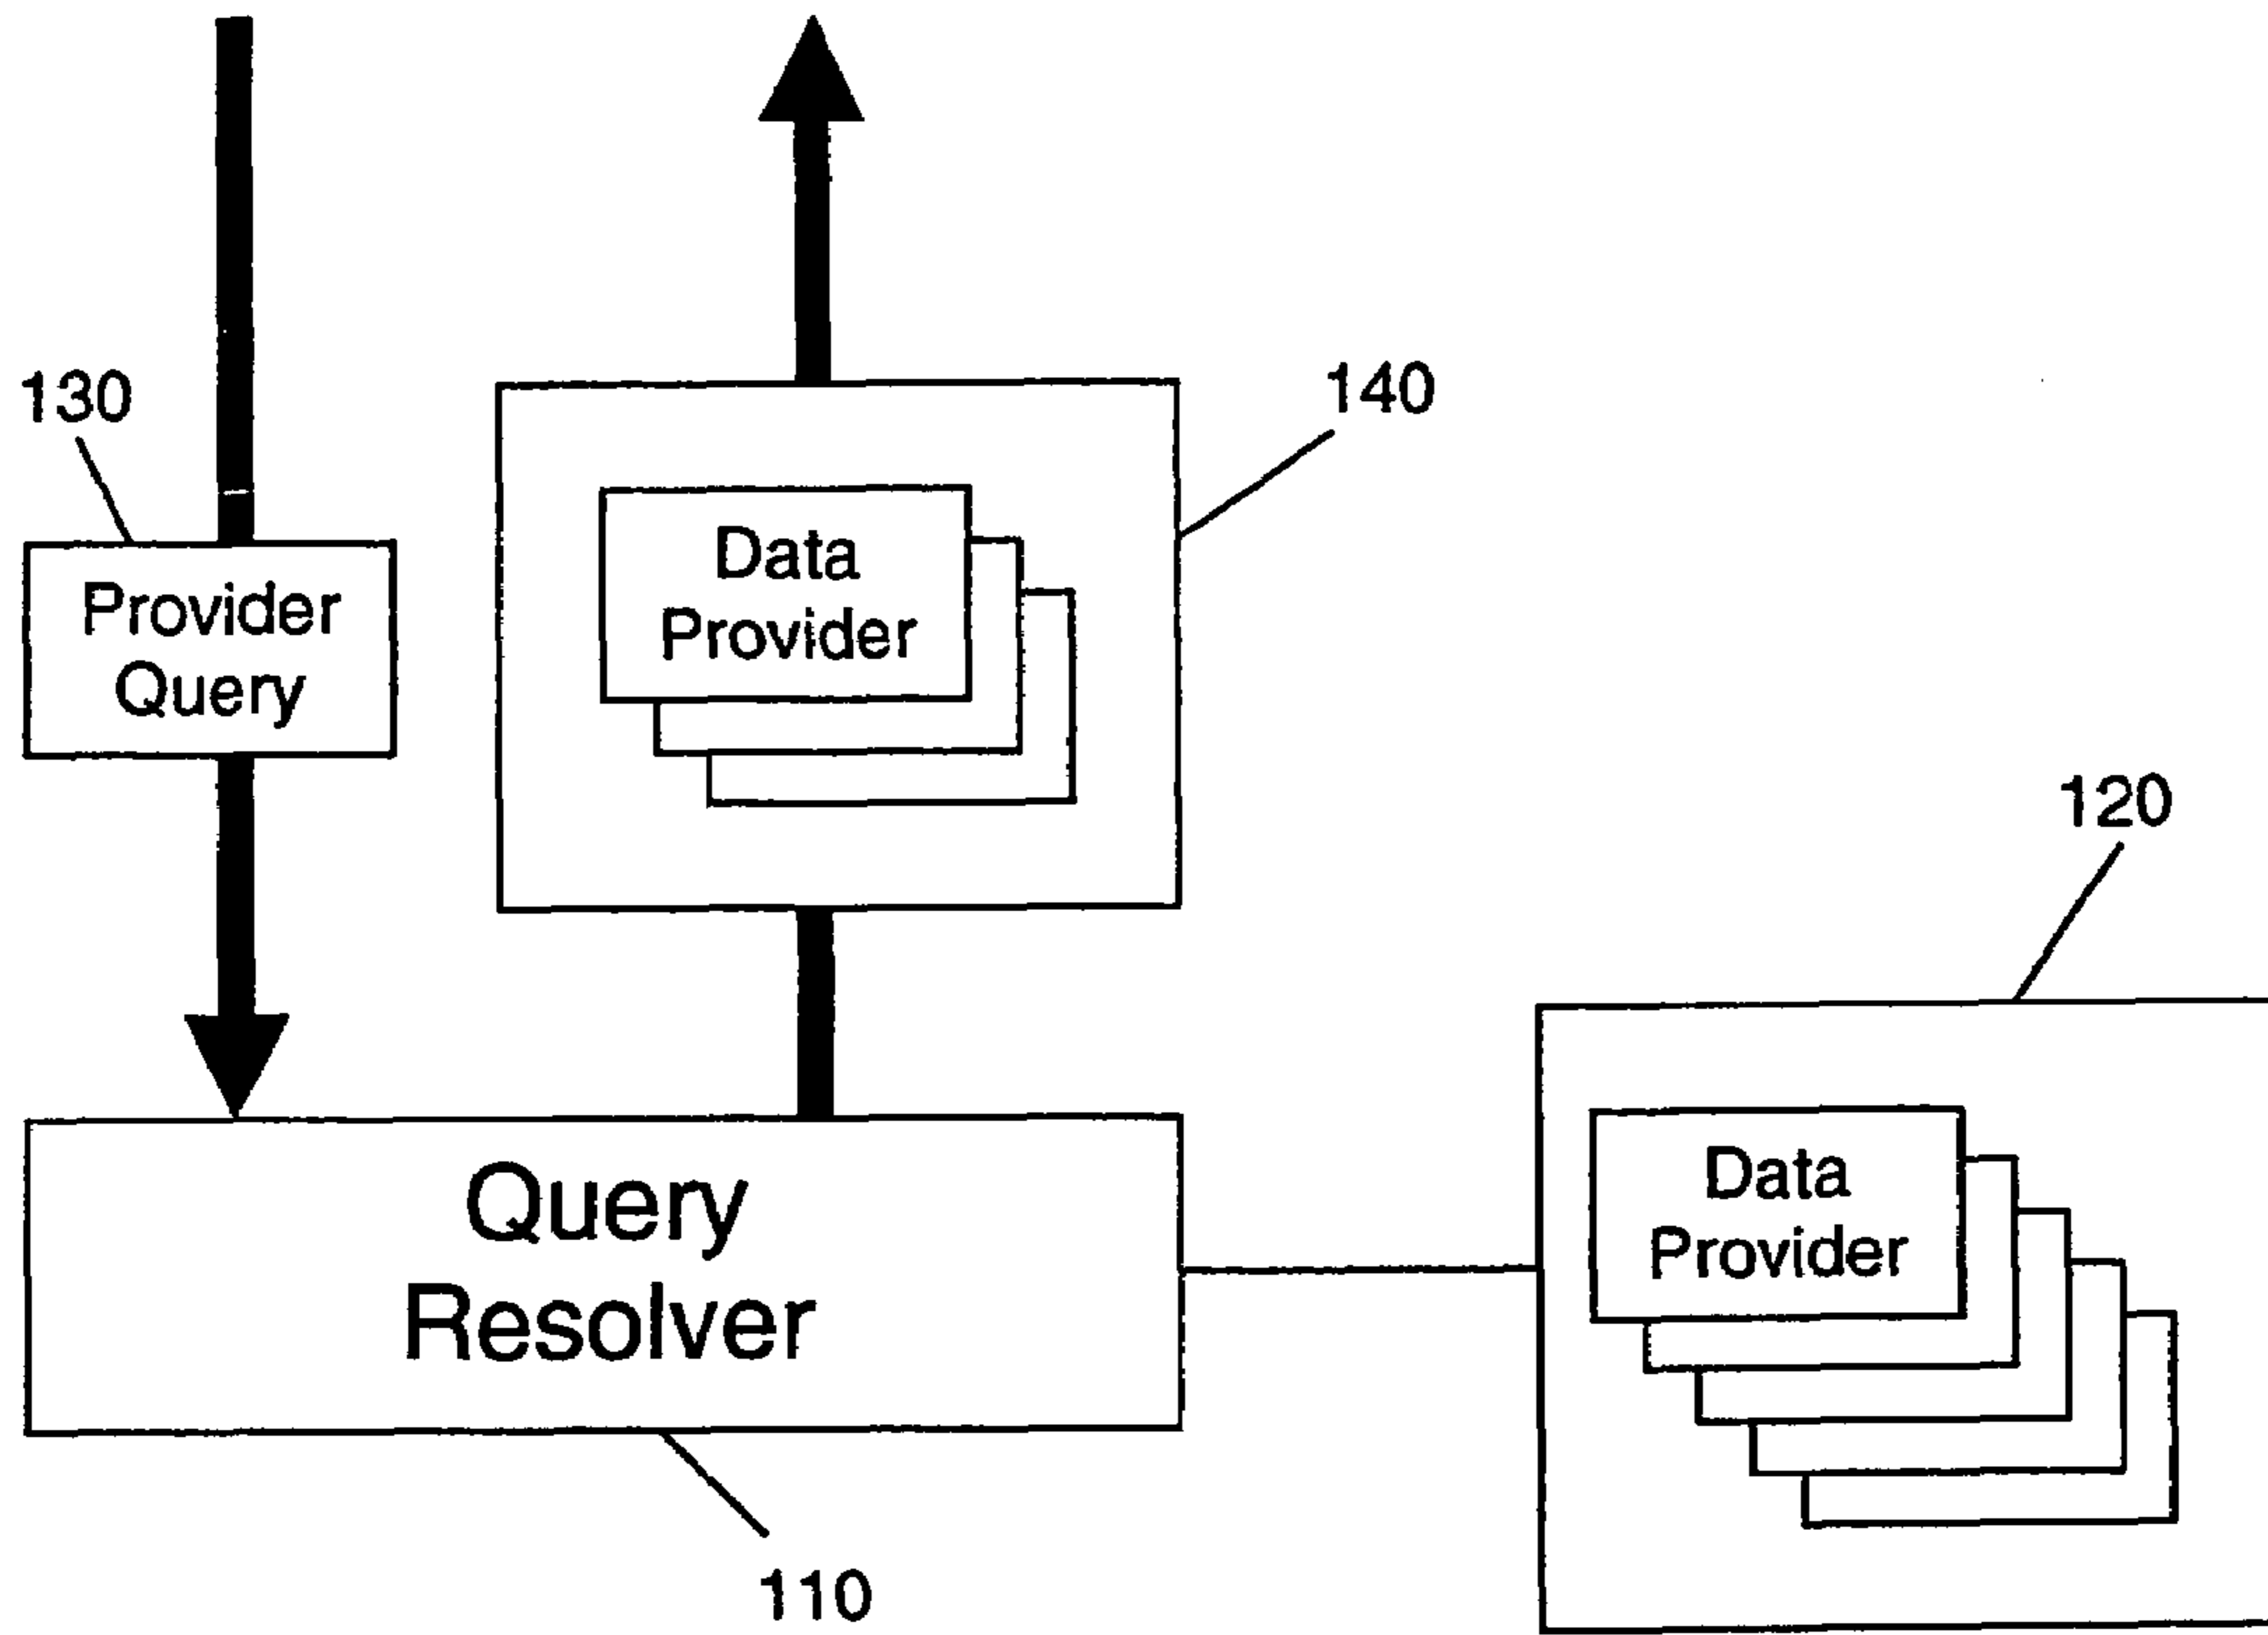 130
140
Data
Provider
Provider
Query
120
Query
Resolver
Data
Provider
110